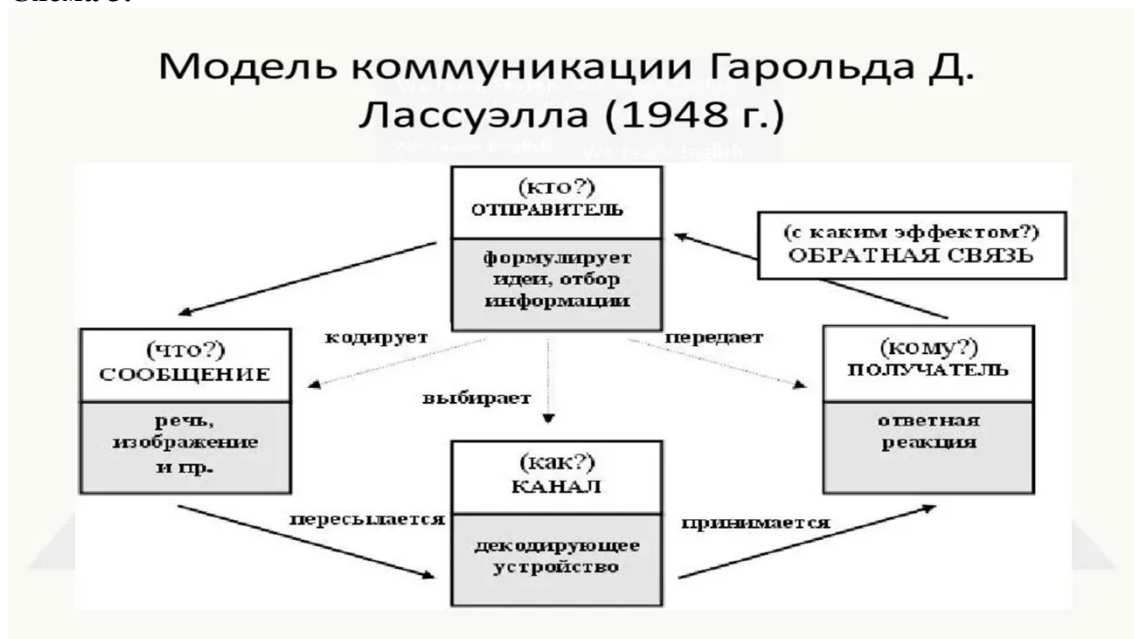 Модель коммуникации Гарольда Д.
Лассуэлла (1948 г.)
(кто?)
ОТПРАВИТЕЛЬ
формулирует
идеи, отбор
информации
(с каким эффектом?)
ОБРАТНАЯ СВЯЗЬ
кодирует
передает
(что?)
СООБЩЕНИЕ
речь,
изображение
и пр.
выбирает
(кому?)
ПОЛУЧАТЕЛЬ
ответная
реакция
(как?)
КАНАЛ
декодирующее
устройство
пересылается
принимается